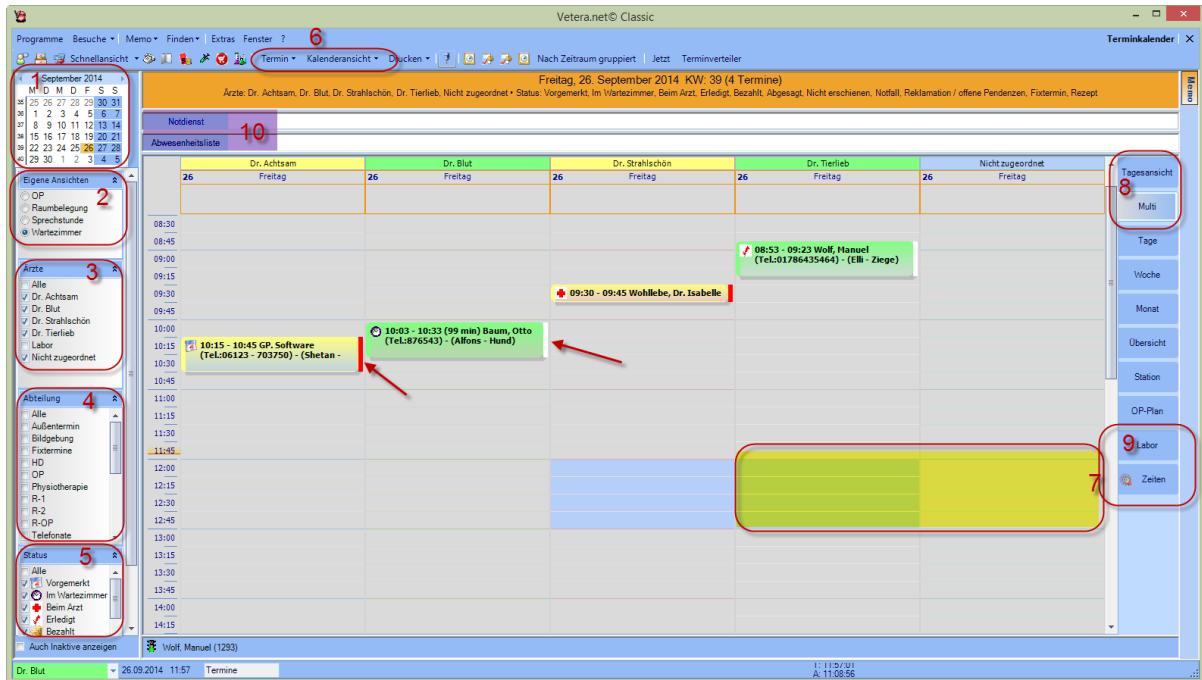 Vetera.net© Classic
Programme Besuche Memo Finden Extras Fenster ?
Terminkalender
6
Schnellansicht Termin Kalenderansicht Drucken Nach Zeitraum gruppiert Jetzt Terminverteiler
1
September 2014
M D M D F S S
35 25 26 27 28 29 30 31
36 1 2 3 4 5 6 7
37 8 9 10 11 12 13 14
38 15 16 17 18 19 20 21
39 22 23 24 25 26 27 28
40 29 30 1 2 3 4 5
Freitag, 26. September 2014 KW: 39 (4 Termine)
Ärzte: Dr. Achtsam, Dr. Blut, Dr. Strahlschön, Dr. Tierlieb, Nicht zugeordnet • Status: Vorgemerkt, Im Wartezimmer, Beim Arzt, Erledigt, Bezahlt, Abgesagt, Nicht erschienen, Notfall, Reklamation / offene Pendenzen, Fixtermin, Rezept
Memo
Notdienst
10
Abwesenheitsliste
Eigene Ansichten
2
OP
Raumbelegung
Sprechstunde
Wartezimmer
Ärzte
3
Alle
Dr. Achtsam
Dr. Blut
Dr. Strahlschön
Dr. Tierlieb
Labor
Nicht zugeordnet
Abteilung
4
Alle
Außentermin
Bildgebung
Fixtermine
HD
OP
Physiotherapie
R-1
R-2
R-OP
Telefonate
Status
5
Alle
Vorgemerkt
Im Wartezimmer
Beim Arzt
Erledigt
Bezahlt
Auch Inaktive anzeigen
Dr. Achtsam Dr. Blut Dr. Strahlschön Dr. Tierlieb Nicht zugeordnet
26 Freitag 26 Freitag 26 Freitag 26 Freitag 26 Freitag
08:30
08:45
09:00
09:15
09:30
09:45
10:00
10:15
10:30
10:45
11:00
11:15
11:30
11:45
12:00
12:15
12:30
12:45
13:00
13:15
13:30
13:45
14:00
14:15
08:53 - 09:23 Wolf, Manuel
(Tel.:01786435464) - (Elli - Ziege)
09:30 - 09:45 Wohllebe, Dr. Isabelle
10:03 - 10:33 (99 min) Baum, Otto
(Tel.:876543) - (Alfons - Hund)
10:15 - 10:45 GP. Software
(Tel.:06123 - 703750) - (Shetan -
7
Tagesansicht
8
Multi
Tage
Woche
Monat
Übersicht
Station
OP-Plan
9
Labor
Zeiten
Wolf, Manuel (1293)
Dr. Blut 26.09.2014 11:57 Termine
T: 11:57:01
A: 11:08:56